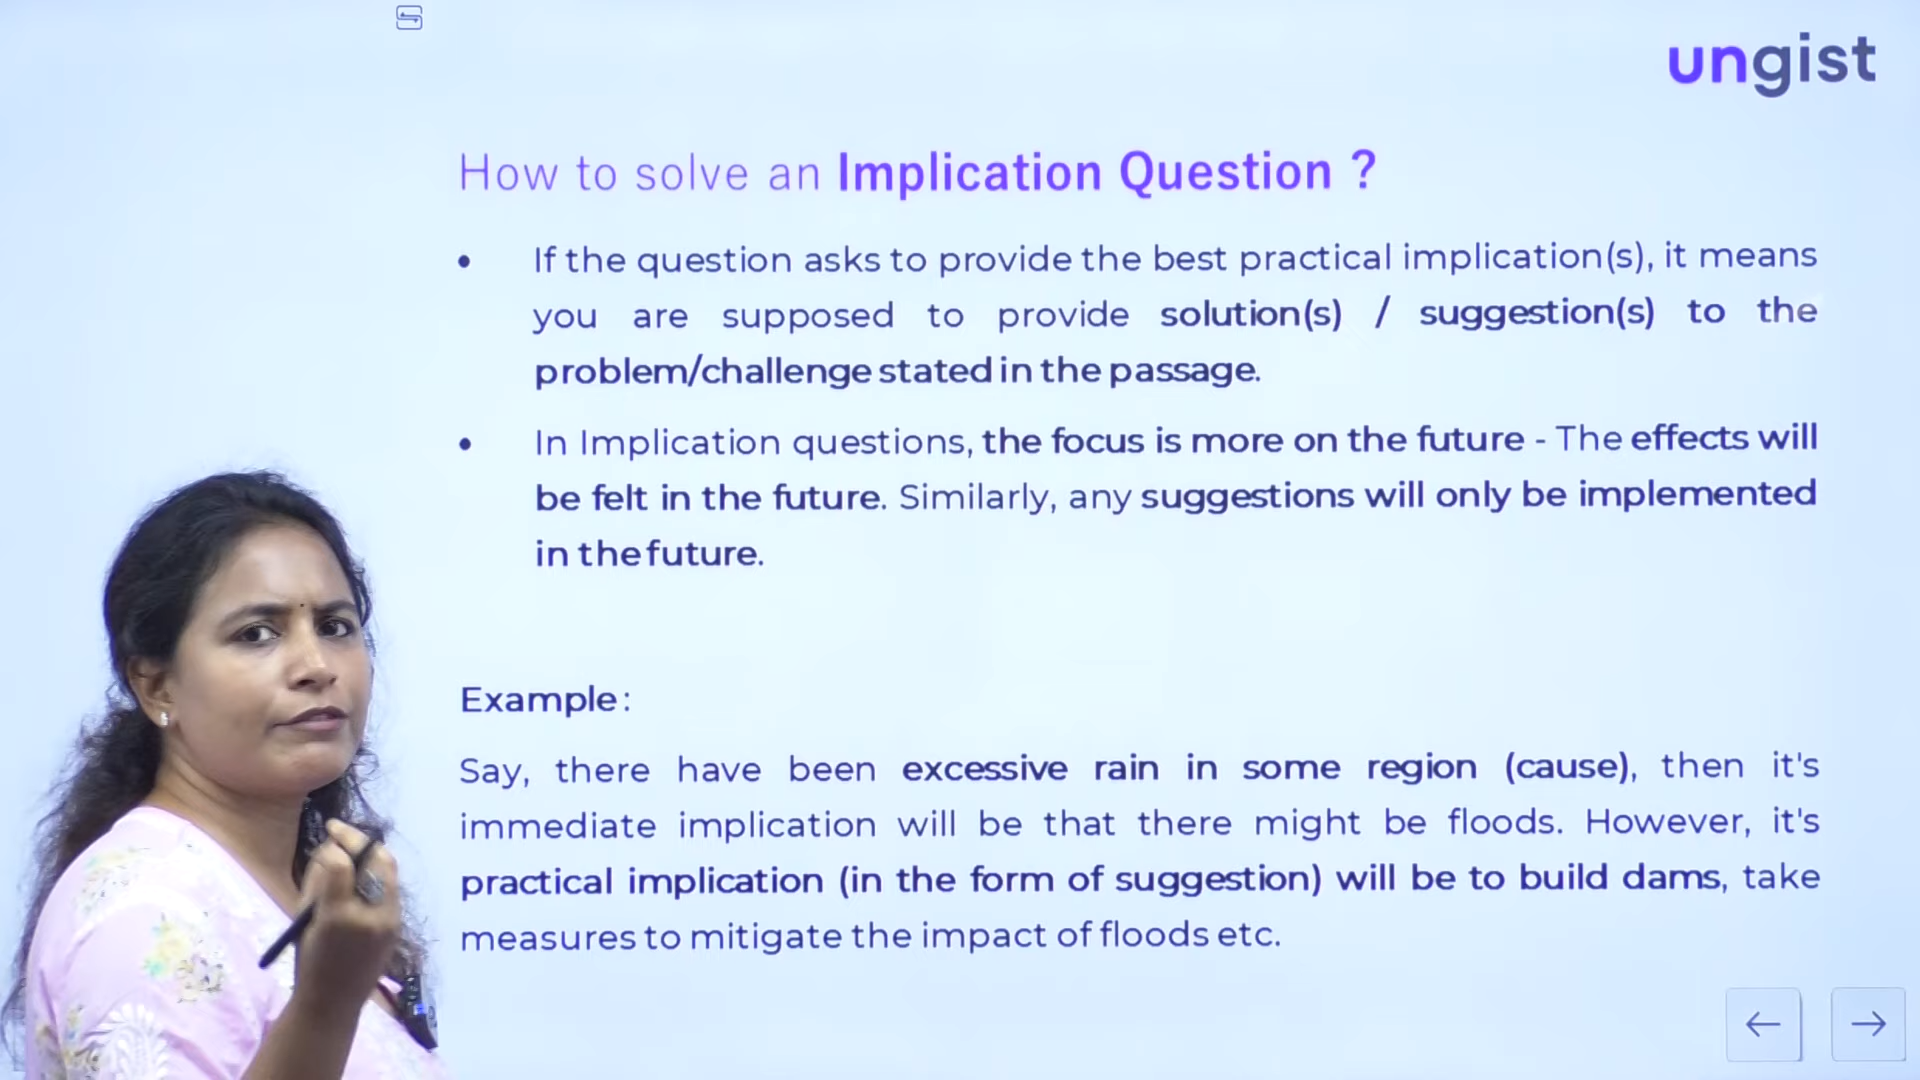 ungist
How to solve an Implication Question ?
• If the question asks to provide the best practical implication(s), it means
you are supposed to provide solution(s) / suggestion(s) to the
problem/challenge stated in the passage.
• In Implication questions, the focus is more on the future - The effects will
be felt in the future. Similarly, any suggestions will only be implemented
in the future.
Example:
Say, there have been excessive rain in some region (cause), then it's
immediate implication will be that there might be floods. However, it's
practical implication (in the form of suggestion) will be to build dams, take
measures to mitigate the impact of floods etc.